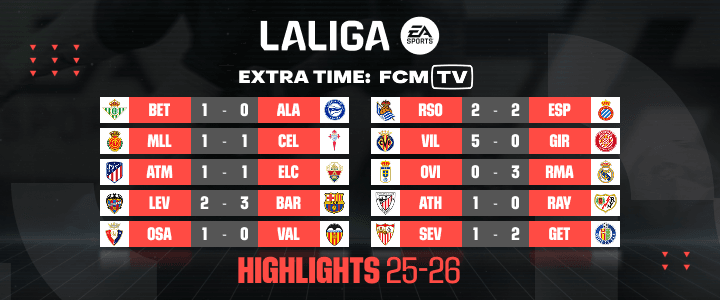 LALIGA EA SPORTS
EXTRA TIME: FCM TV
BET 1 - 0 ALA
MLL 1 - 1 CEL
ATM 1 - 1 ELC
LEV 2 - 3 BAR
OSA 1 - 0 VAL
RSO 2 - 2 ESP
VIL 5 - 0 GIR
OVI 0 - 3 RMA
ATH 1 - 0 RAY
SEV 1 - 2 GET
HIGHLIGHTS 25-26